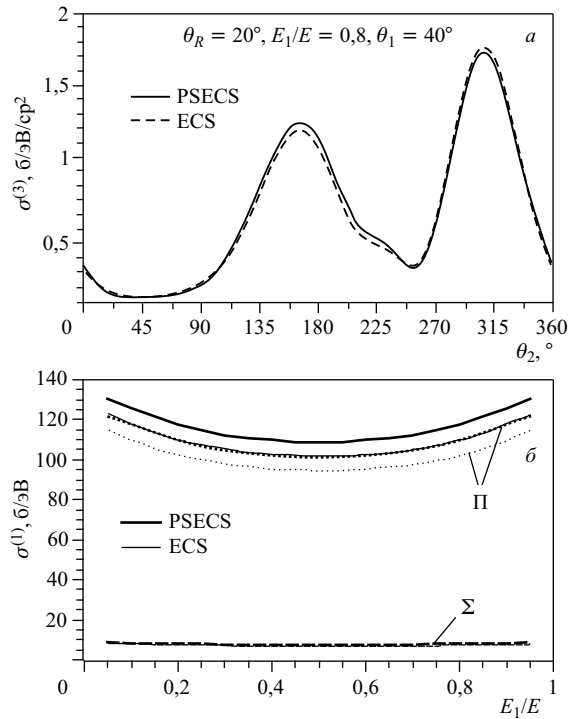 2
θ_R = 20°, E₁/E = 0,8, θ₁ = 40°
а
1,5
PSECS
ECS
1
σ⁽³⁾, б/эВ/ср²
0,5
0
45
90
135
180
225
270
315
360
θ₂, °
140
120
100
б
80
П
σ⁽¹⁾, б/эВ
PSECS
ECS
60
40
Σ
20
0
0,2
0,4
0,6
0,8
1
E₁/E